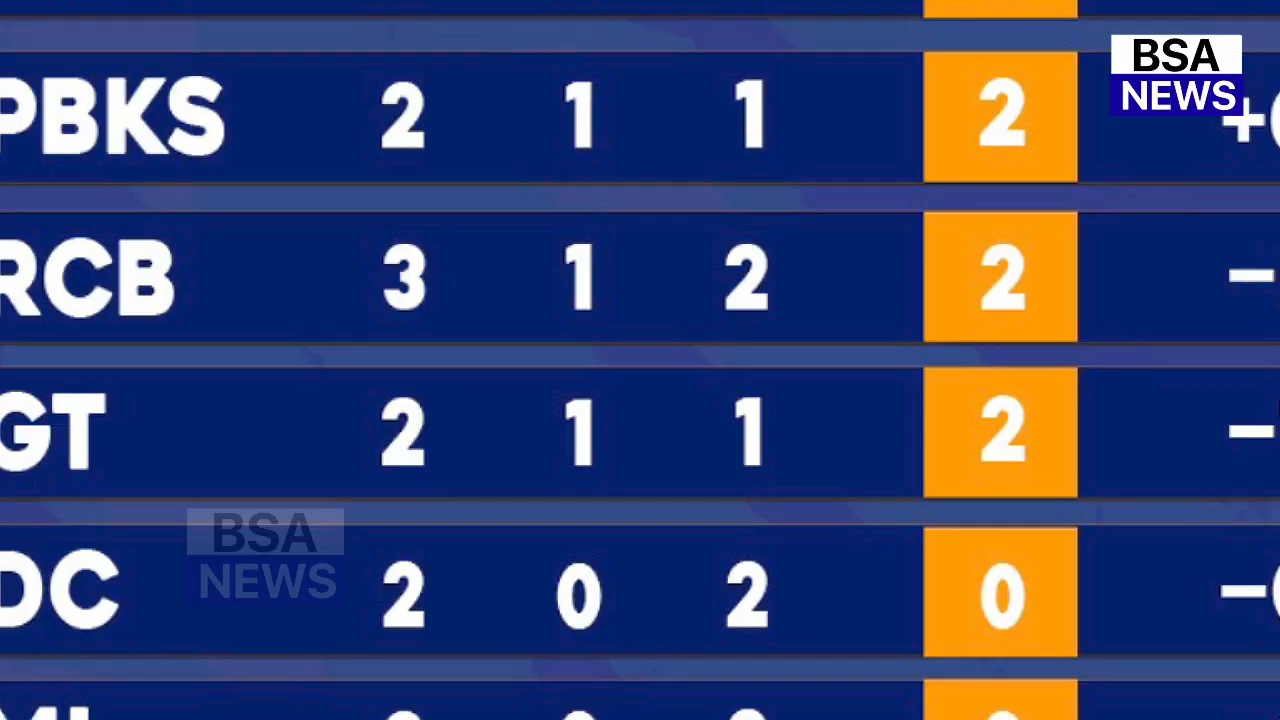 BSA
NEWS
PBKS 2 1 1 2
RCB 3 1 2 2 −
GT 2 1 1 2 −
DC 2 0 2 0 −
BSA
NEWS